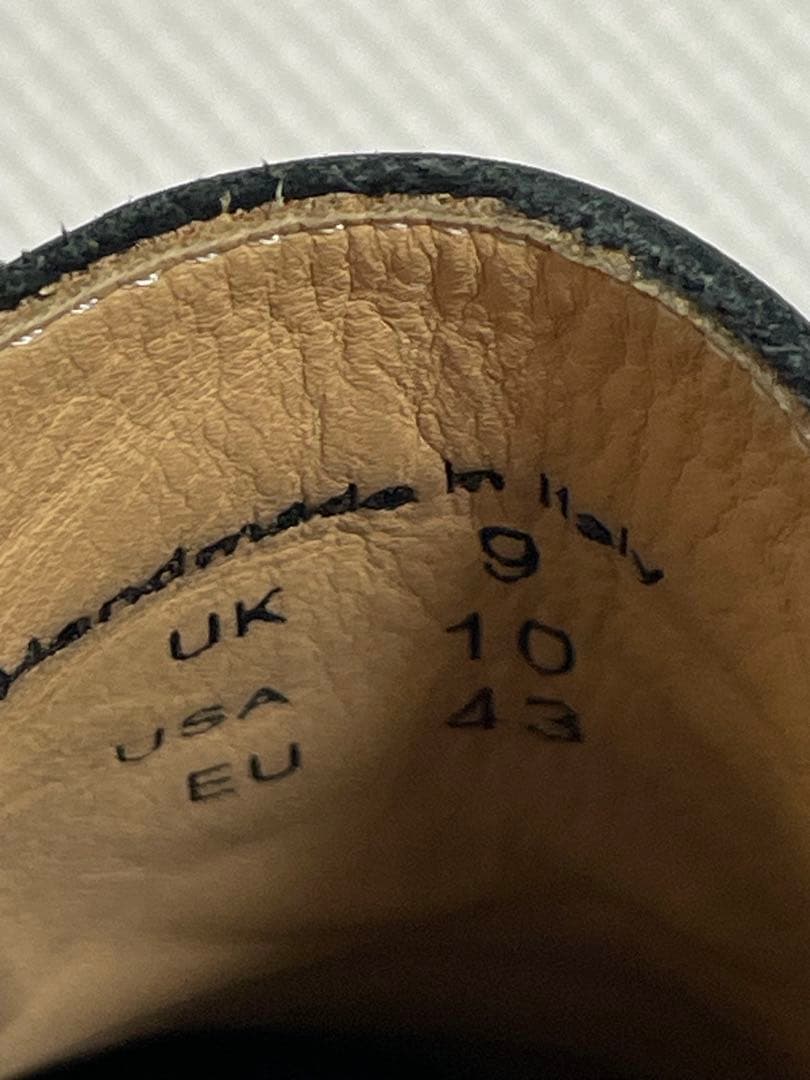 Handmade In Italy
UK 9
USA 10
EU 43